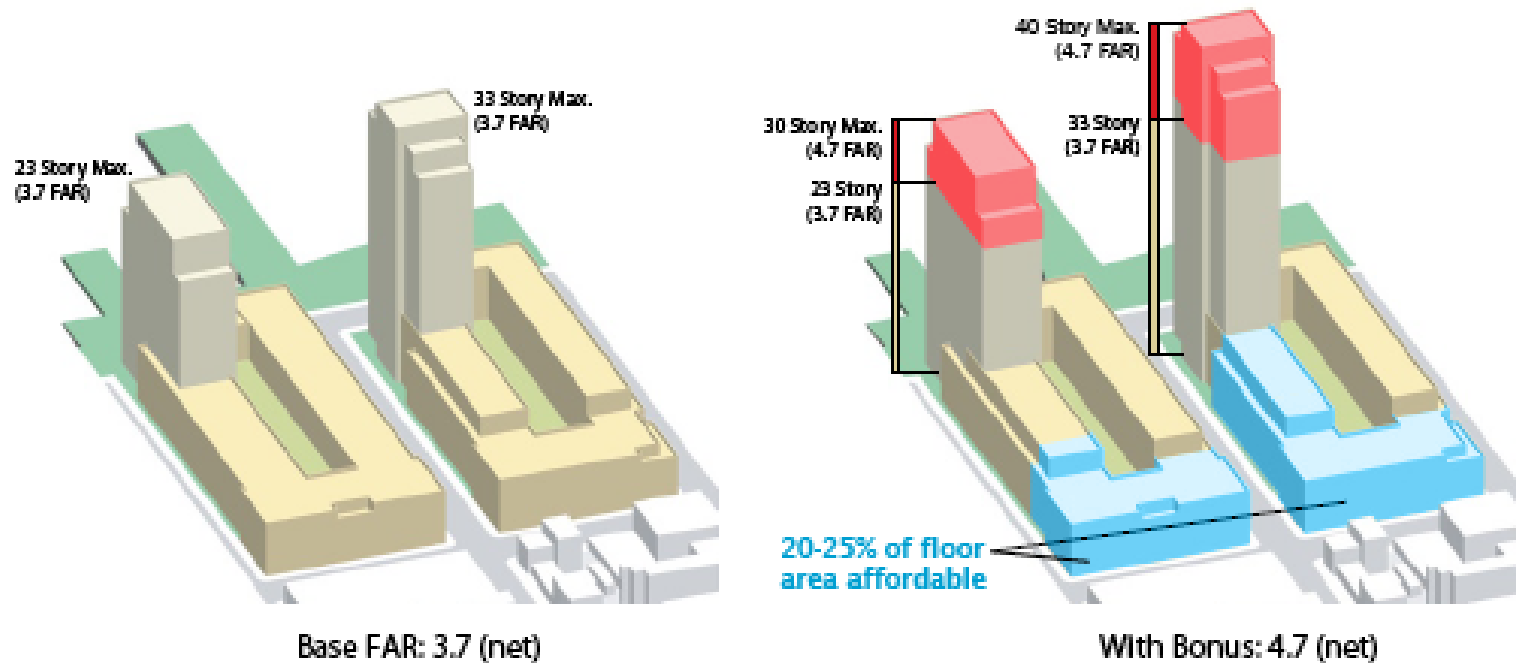 23 Story Max.
(3.7 FAR)
33 Story Max.
(3.7 FAR)
Base FAR: 3.7 (net)
30 Story Max.
(4.7 FAR)
23 Story
(3.7 FAR)
40 Story Max.
(4.7 FAR)
33 Story
(3.7 FAR)
20-25% of floor
area affordable
With Bonus: 4.7 (net)